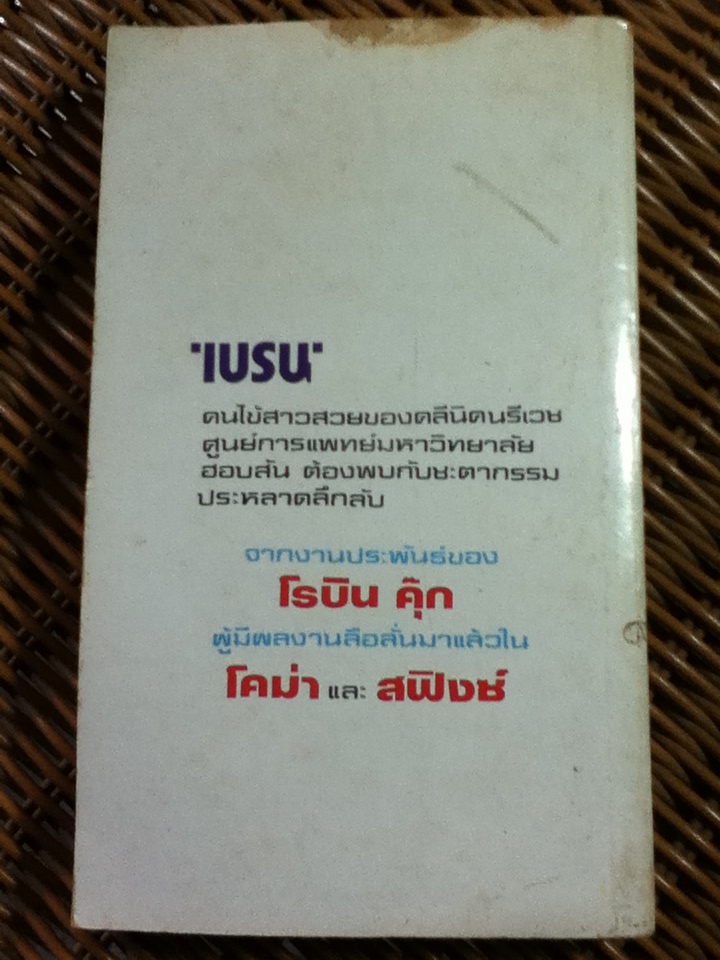 "เบรน"
คนไข้สาวสวยของคลีนิคนรีเวช
ศูนย์การแพทย์มหาวิทยาลัย
ฮอบสัน ต้องพบกับชะตากรรม
ประหลาดลึกลับ
จากงานประพันธ์ของ
โรบิน คุ๊ก
ผู้มีผลงานลือลั่นมาแล้วใน
โคม่า และ สฟิงซ์